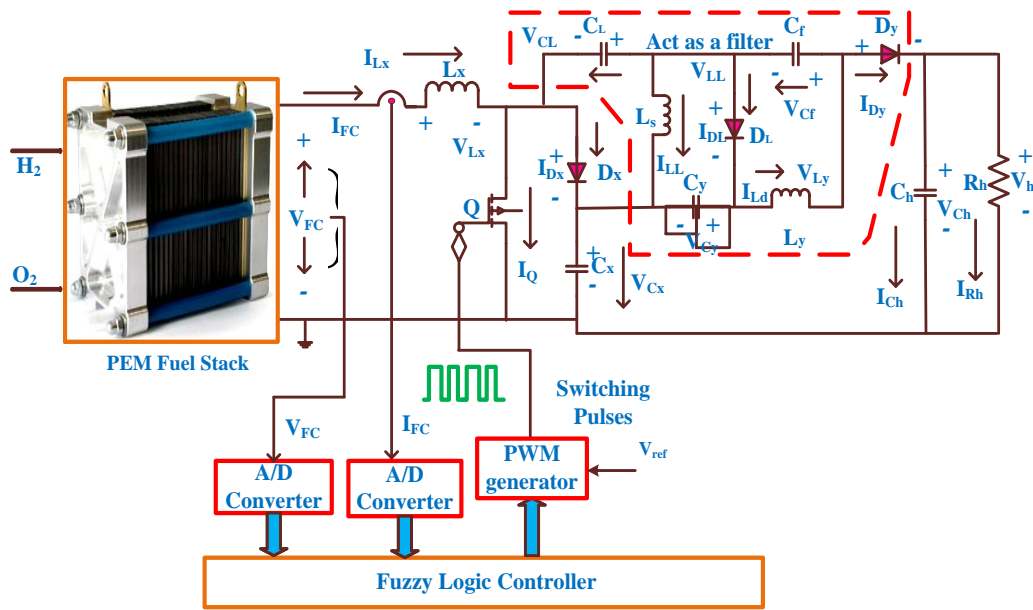 H2
O2
PEM Fuel Stack
+
VFC
-
IFC
ILx
Lx
+
-
VLx
VCL
-
CL
+
Act as a filter
Cf
-
+
VCf
Dy
+
-
IDy
Ls
ILL
VLL
+
IDL
DL
-
IDx
+
Dx
-
Cy
-
+
VCy
ILd
VLy
Ly
Q
IQ
Cx
-
VCx
Ch
+
VCh
-
ICh
Rh
+
Vh
-
IRh
VFC
IFC
Switching
Pulses
Vref
A/D
Converter
A/D
Converter
PWM
generator
Fuzzy Logic Controller